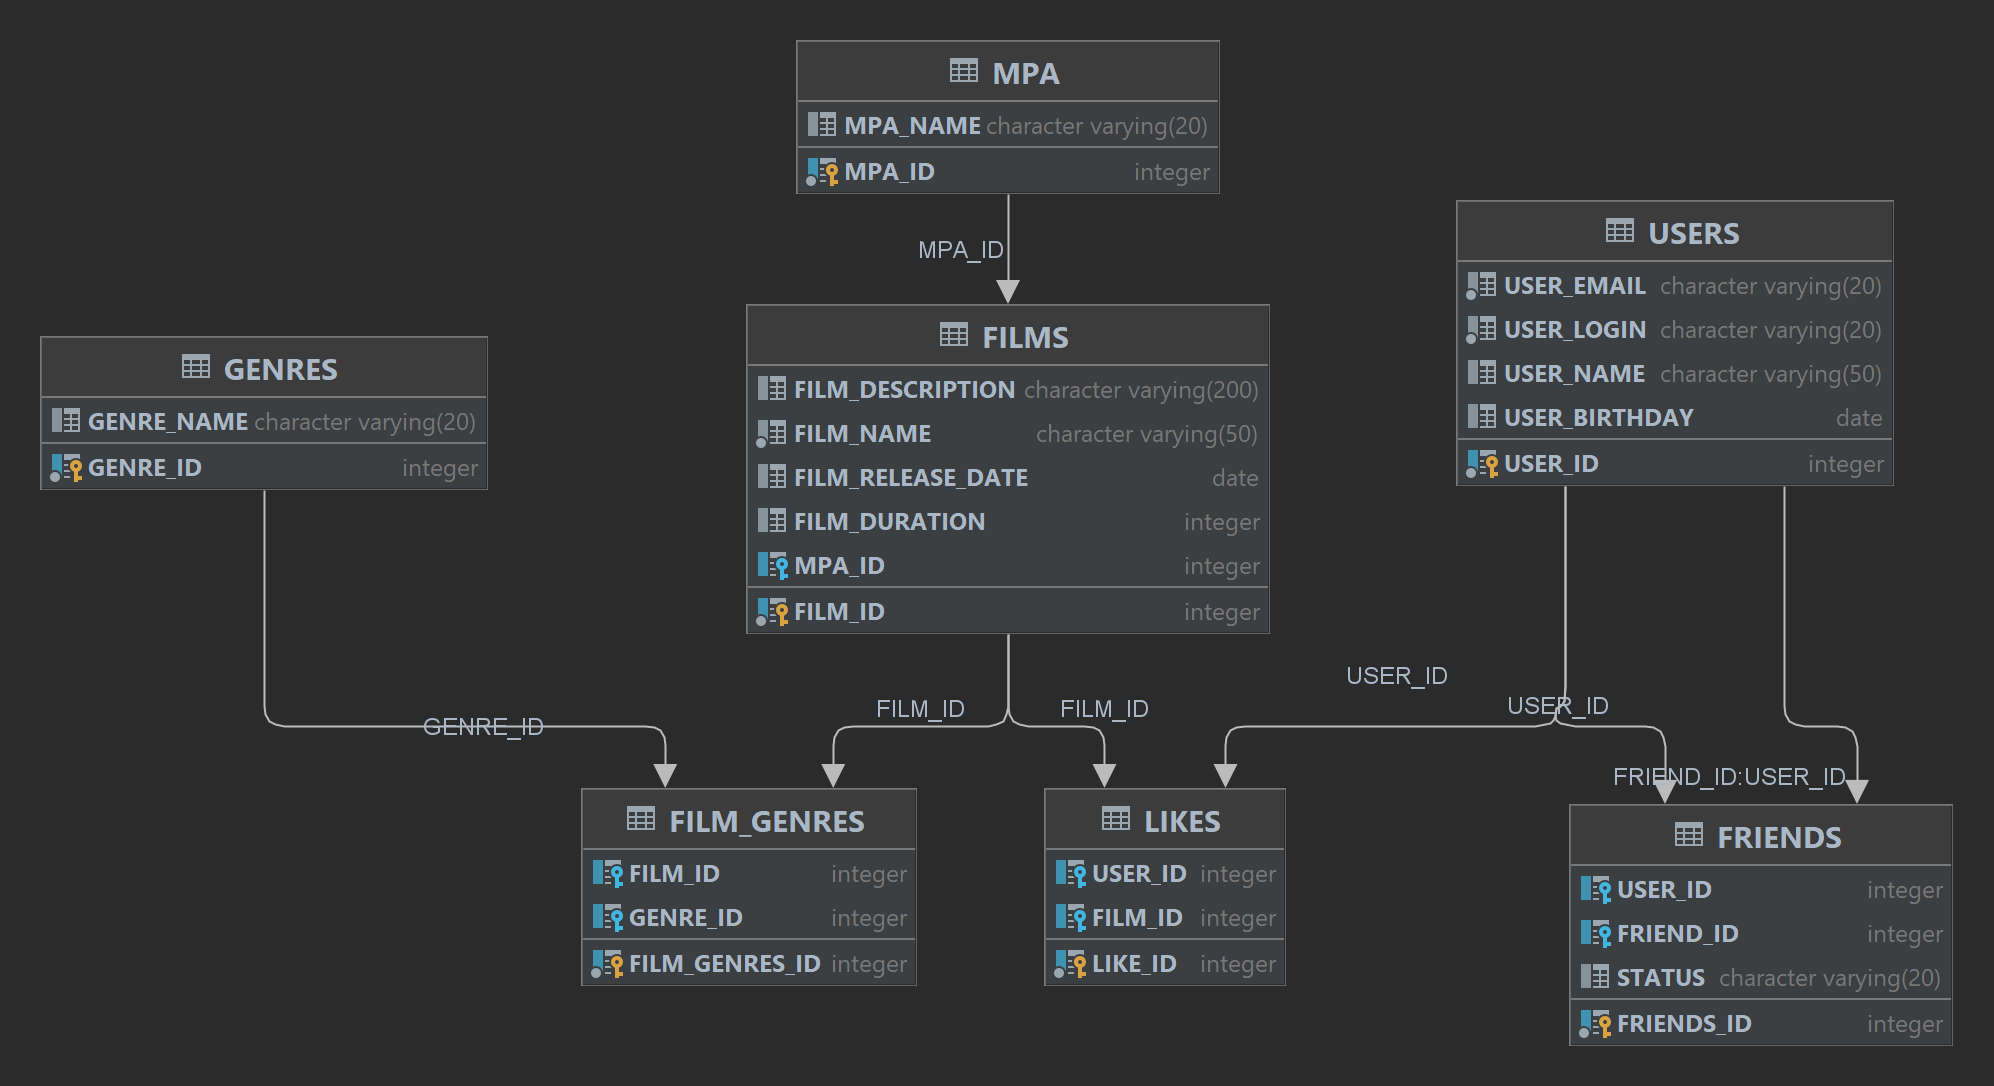 MPA
MPA_NAME character varying(20)
MPA_ID integer
MPA_ID
USERS
USER_EMAIL character varying(20)
USER_LOGIN character varying(20)
USER_NAME character varying(50)
USER_BIRTHDAY date
USER_ID integer
FILMS
FILM_DESCRIPTION character varying(200)
FILM_NAME character varying(50)
FILM_RELEASE_DATE date
FILM_DURATION integer
MPA_ID integer
FILM_ID integer
GENRES
GENRE_NAME character varying(20)
GENRE_ID integer
USER_ID
USER_ID
FILM_ID
FILM_ID
GENRE_ID
FRIEND_ID:USER_ID
FILM_GENRES
FILM_ID integer
GENRE_ID integer
FILM_GENRES_ID integer
LIKES
USER_ID integer
FILM_ID integer
LIKE_ID integer
FRIENDS
USER_ID integer
FRIEND_ID integer
STATUS character varying(20)
FRIENDS_ID integer